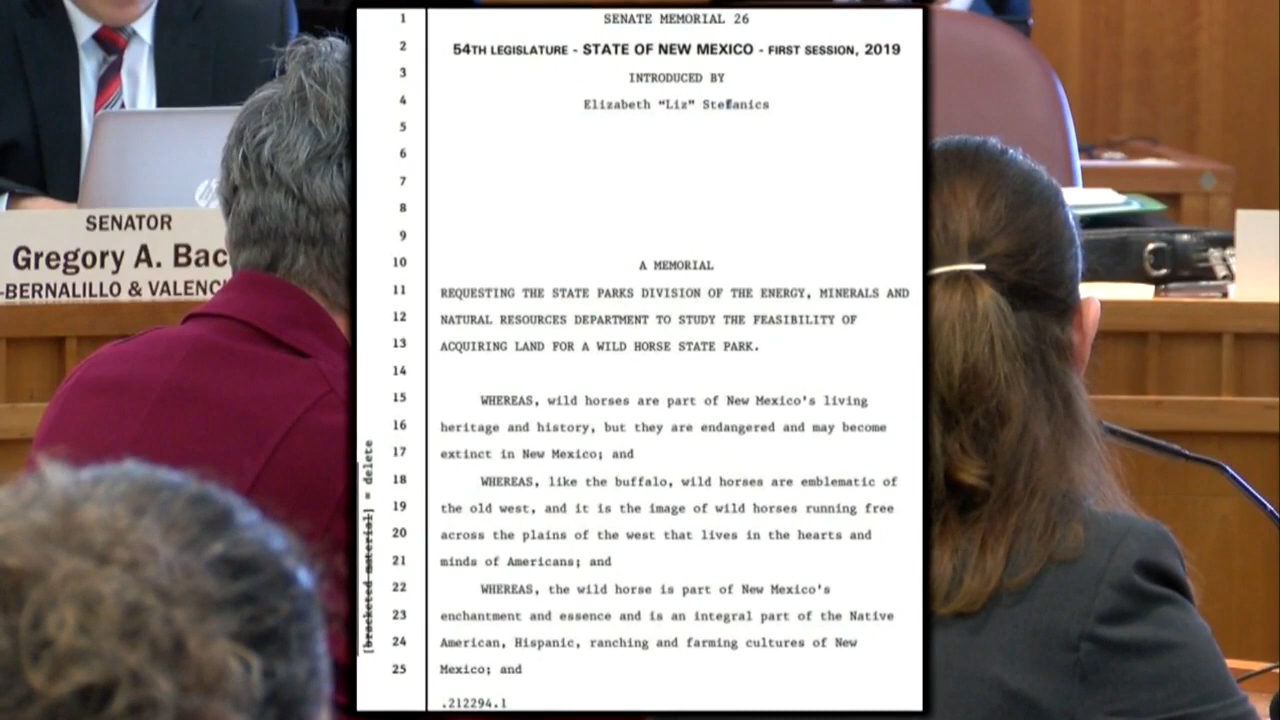 SENATOR
Gregory A. Bac
-BERNALILLO & VALENC
1 SENATE MEMORIAL 26
2 54TH LEGISLATURE - STATE OF NEW MEXICO - FIRST SESSION, 2019
3 INTRODUCED BY
4 Elizabeth "Liz" Stefanics
5
6
7
8
9
10 A MEMORIAL
11 REQUESTING THE STATE PARKS DIVISION OF THE ENERGY, MINERALS AND
12 NATURAL RESOURCES DEPARTMENT TO STUDY THE FEASIBILITY OF
13 ACQUIRING LAND FOR A WILD HORSE STATE PARK.
14
15 WHEREAS, wild horses are part of New Mexico's living
16 heritage and history, but they are endangered and may become
17 extinct in New Mexico; and
18 WHEREAS, like the buffalo, wild horses are emblematic of
19 the old west, and it is the image of wild horses running free
20 across the plains of the west that lives in the hearts and
21 minds of Americans; and
22 WHEREAS, the wild horse is part of New Mexico's
23 enchantment and essence and is an integral part of the Native
24 American, Hispanic, ranching and farming cultures of New
25 Mexico; and
.212294.1
[bracketed material] = delete
hp